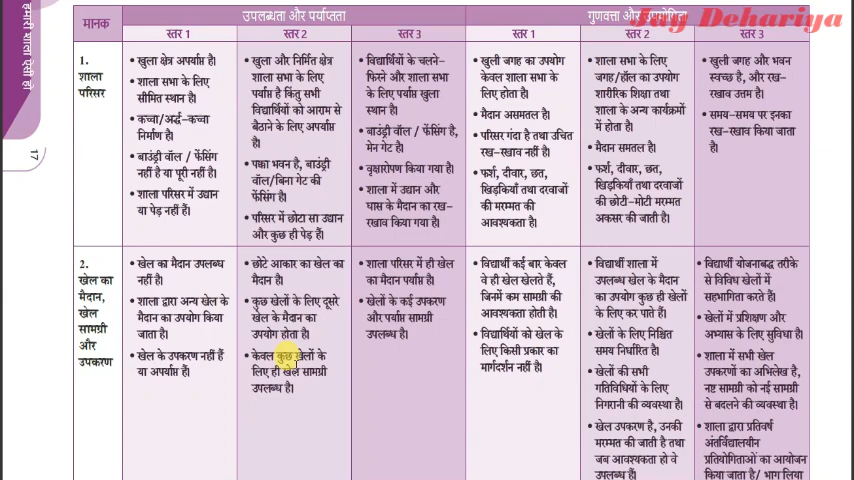 हमारी शाला ऐसी हो
17
Jay Dehariya
मानक
उपलब्धता और पर्याप्तता
गुणवत्ता और उपयोगिता
स्तर 1
स्तर 2
स्तर 3
स्तर 1
स्तर 2
स्तर 3
1.
शाला
परिसर
• खुला क्षेत्र अपर्याप्त है।
• शाला सभा के लिए
सीमित स्थान है।
• कच्चा/अर्द्ध-कच्चा
निर्माण है।
• बाउंड्री वॉल / फेंसिंग
नहीं है या पूरी नहीं है।
• शाला परिसर में उद्यान
या पेड़ नहीं हैं।
• खुला और निर्मित क्षेत्र
शाला सभा के लिए
पर्याप्त है किंतु सभी
विद्यार्थियों को आराम से
बैठाने के लिए अपर्याप्त
है।
• पक्का भवन है, बाउंड्री
वॉल/बिना गेट की
फेंसिंग है।
• परिसर में छोटा सा उद्यान
और कुछ ही पेड़ हैं।
• विद्यार्थियों के चलने-
फिरने और शाला सभा
के लिए पर्याप्त खुला
स्थान है।
• बाउंड्री वॉल / फेंसिंग है,
मेन गेट है।
• वृक्षारोपण किया गया है।
• शाला में उद्यान और
घास के मैदान का रख-
रखाव किया गया है।
• खुली जगह का उपयोग
केवल शाला सभा के
लिए होता है।
• मैदान असमतल है।
• परिसर गंदा है तथा उचित
रख-रखाव नहीं है।
• फर्श, दीवार, छत,
खिड़कियाँ तथा दरवाजों
की मरम्मत की
आवश्यकता है।
• शाला सभा के लिए
जगह/हॉल का उपयोग
शारीरिक शिक्षा तथा
शाला के अन्य कार्यक्रमों
में होता है।
• मैदान समतल है।
• फर्श, दीवार, छत,
खिड़कियाँ तथा दरवाजों
की छोटी-मोटी मरम्मत
अकसर की जाती है।
• खुली जगह और भवन
स्वच्छ है, और रख-
रखाव उत्तम है।
• समय-समय पर इनका
रख-रखाव किया जाता
है।
2.
खेल का
मैदान,
खेल
सामग्री
और
उपकरण
• खेल का मैदान उपलब्ध
नहीं है।
• शाला द्वारा अन्य खेल के
मैदान का उपयोग किया
जाता है।
• खेल के उपकरण नहीं हैं
या अपर्याप्त हैं।
• छोटे आकार का खेल का
मैदान है।
• कुछ खेलों के लिए दूसरे
खेल के मैदान का
उपयोग होता है।
• केवल कुछ खेलों के
लिए ही खेल सामग्री
उपलब्ध है।
• शाला परिसर में ही खेल
का मैदान पर्याप्त है।
• खेलों के कई उपकरण
और पर्याप्त सामग्री
उपलब्ध है।
• विद्यार्थी कई बार केवल
वे ही खेल खेलते हैं,
जिनमें कम सामग्री की
आवश्यकता होती है।
• विद्यार्थियों को खेल के
लिए किसी प्रकार का
मार्गदर्शन नहीं है।
• विद्यार्थी शाला में
उपलब्ध खेल के मैदान
का उपयोग कुछ ही खेलों
के लिए कर पाते हैं।
• खेलों के लिए निश्चित
समय निर्धारित है।
• खेलों की सभी
गतिविधियों के लिए
निगरानी की व्यवस्था है।
• खेल उपकरण है, उनकी
मरम्मत की जाती है तथा
जब आवश्यकता हो वे
उपलब्ध हैं।
• विद्यार्थी योजनाबद्ध तरीके
से विविध खेलों में
सहभागिता करते हैं।
• खेलों में प्रशिक्षण और
अभ्यास के लिए सुविधा है।
• शाला में सभी खेल
उपकरणों का अभिलेख है,
नष्ट सामग्री को नई सामग्री
से बदलने की व्यवस्था है।
• शाला द्वारा प्रतिवर्ष
अंतर्विद्यालयीन
प्रतियोगिताओं का आयोजन
किया जाता है/ भाग लिया